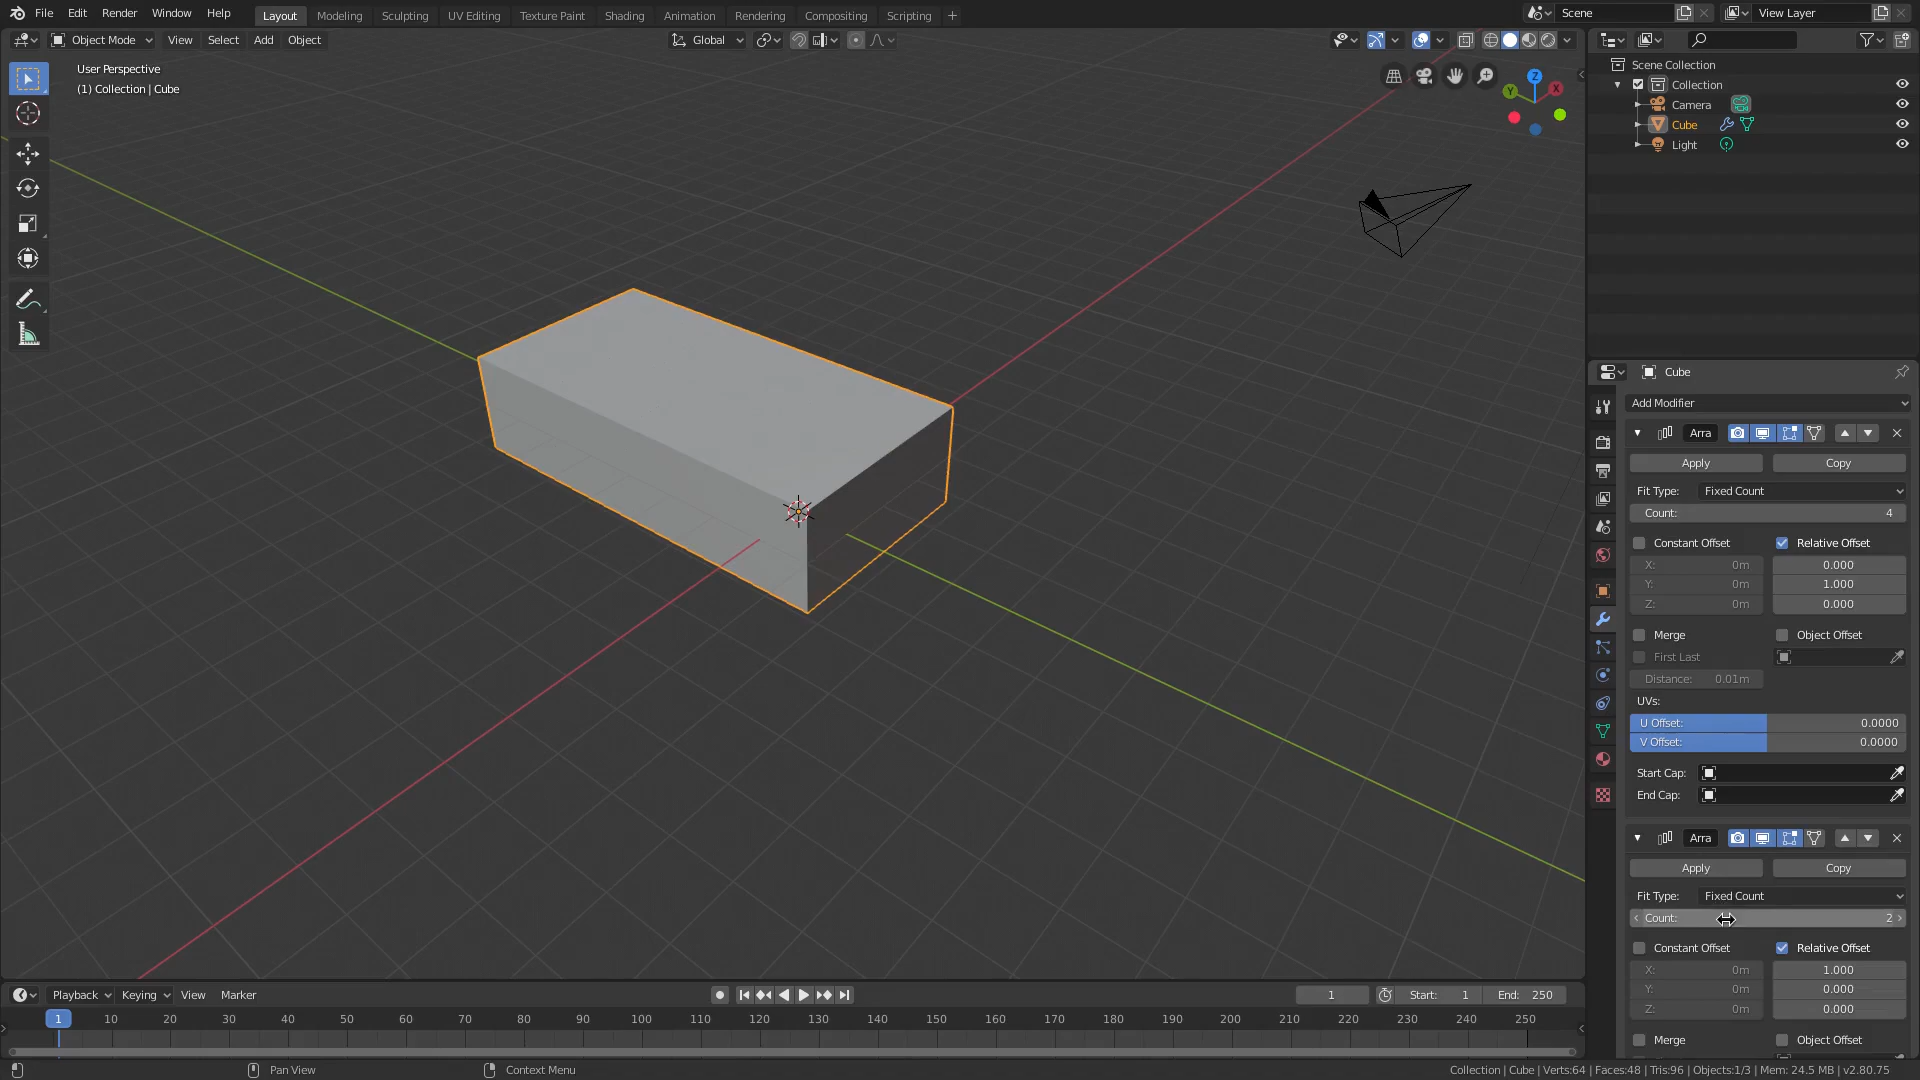 File Edit Render Window Help Layout Modeling Sculpting UV Editing Texture Paint Shading Animation Rendering Compositing Scripting + Scene View Layer
Object Mode View Select Add Object Global
User Perspective
(1) Collection | Cube
Z
Y
X
Scene Collection
Collection
Camera
Cube
Light
Cube
Add Modifier
Arra
Apply Copy
Fit Type: Fixed Count
Count: 4
Constant Offset Relative Offset
X: 0m 0.000
Y: 0m 1.000
Z: 0m 0.000
Merge Object Offset
First Last
Distance: 0.01m
UVs:
U Offset: 0.0000
V Offset: 0.0000
Start Cap:
End Cap:
Arra
Apply Copy
Fit Type: Fixed Count
Count: 2
Constant Offset Relative Offset
X: 0m 1.000
Y: 0m 0.000
Z: 0m 0.000
Merge Object Offset
Playback Keying View Marker 1 Start: 1 End: 250
1 10 20 30 40 50 60 70 80 90 100 110 120 130 140 150 160 170 180 190 200 210 220 230 240 250
Pan View Context Menu Collection | Cube | Verts:64 | Faces:48 | Tris:96 | Objects:1/3 | Mem: 24.5 MB | v2.80.75